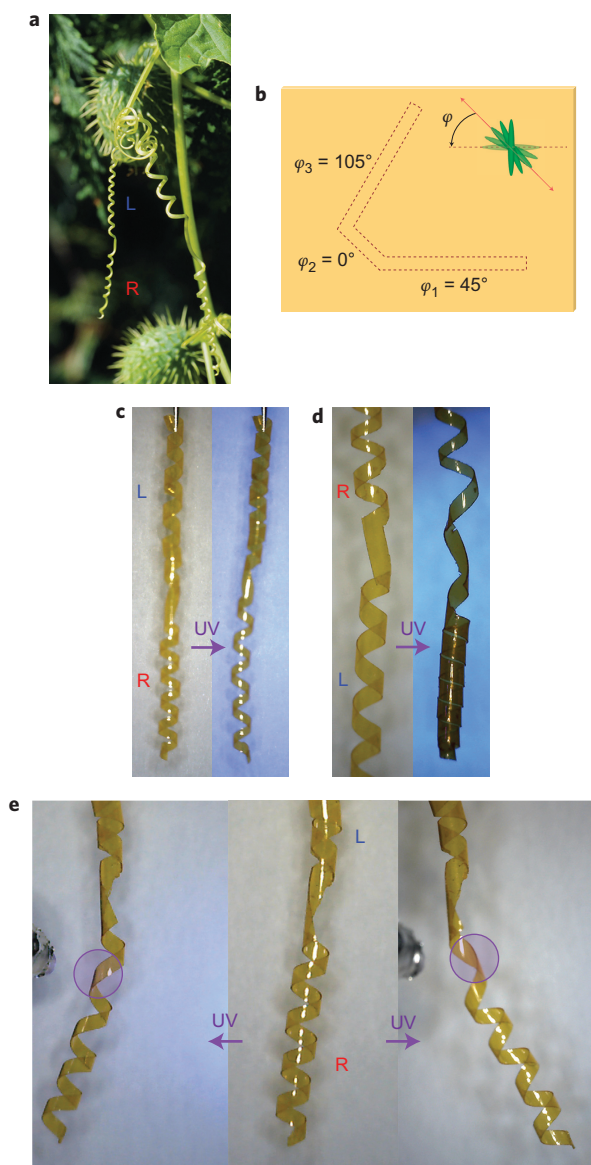 a
L
R
b
φ
φ₃ = 105°
φ₂ = 0°
φ₁ = 45°
c
L
R
UV
d
R
L
UV
e
L
UV
UV
R